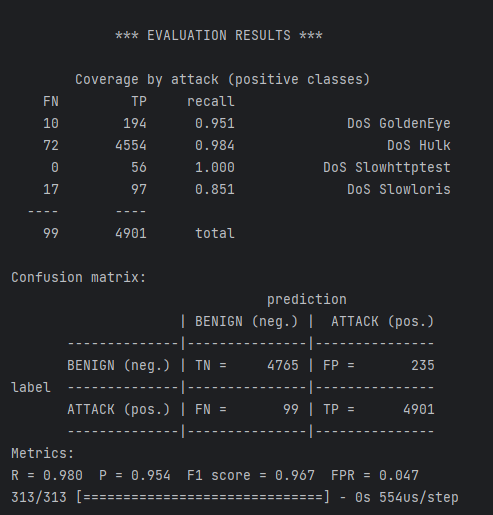 *** EVALUATION RESULTS ***
Coverage by attack (positive classes)
FN TP recall
10 194 0.951 DoS GoldenEye
72 4554 0.984 DoS Hulk
0 56 1.000 DoS Slowhttptest
17 97 0.851 DoS Slowloris
---- ----
99 4901 total
Confusion matrix:
prediction
| BENIGN (neg.) | ATTACK (pos.)
--------------|---------------|---------------
BENIGN (neg.) | TN = 4765 | FP = 235
label --------------|---------------|---------------
ATTACK (pos.) | FN = 99 | TP = 4901
--------------|---------------|---------------
Metrics:
R = 0.980 P = 0.954 F1 score = 0.967 FPR = 0.047
313/313 [==============================] - 0s 554us/step